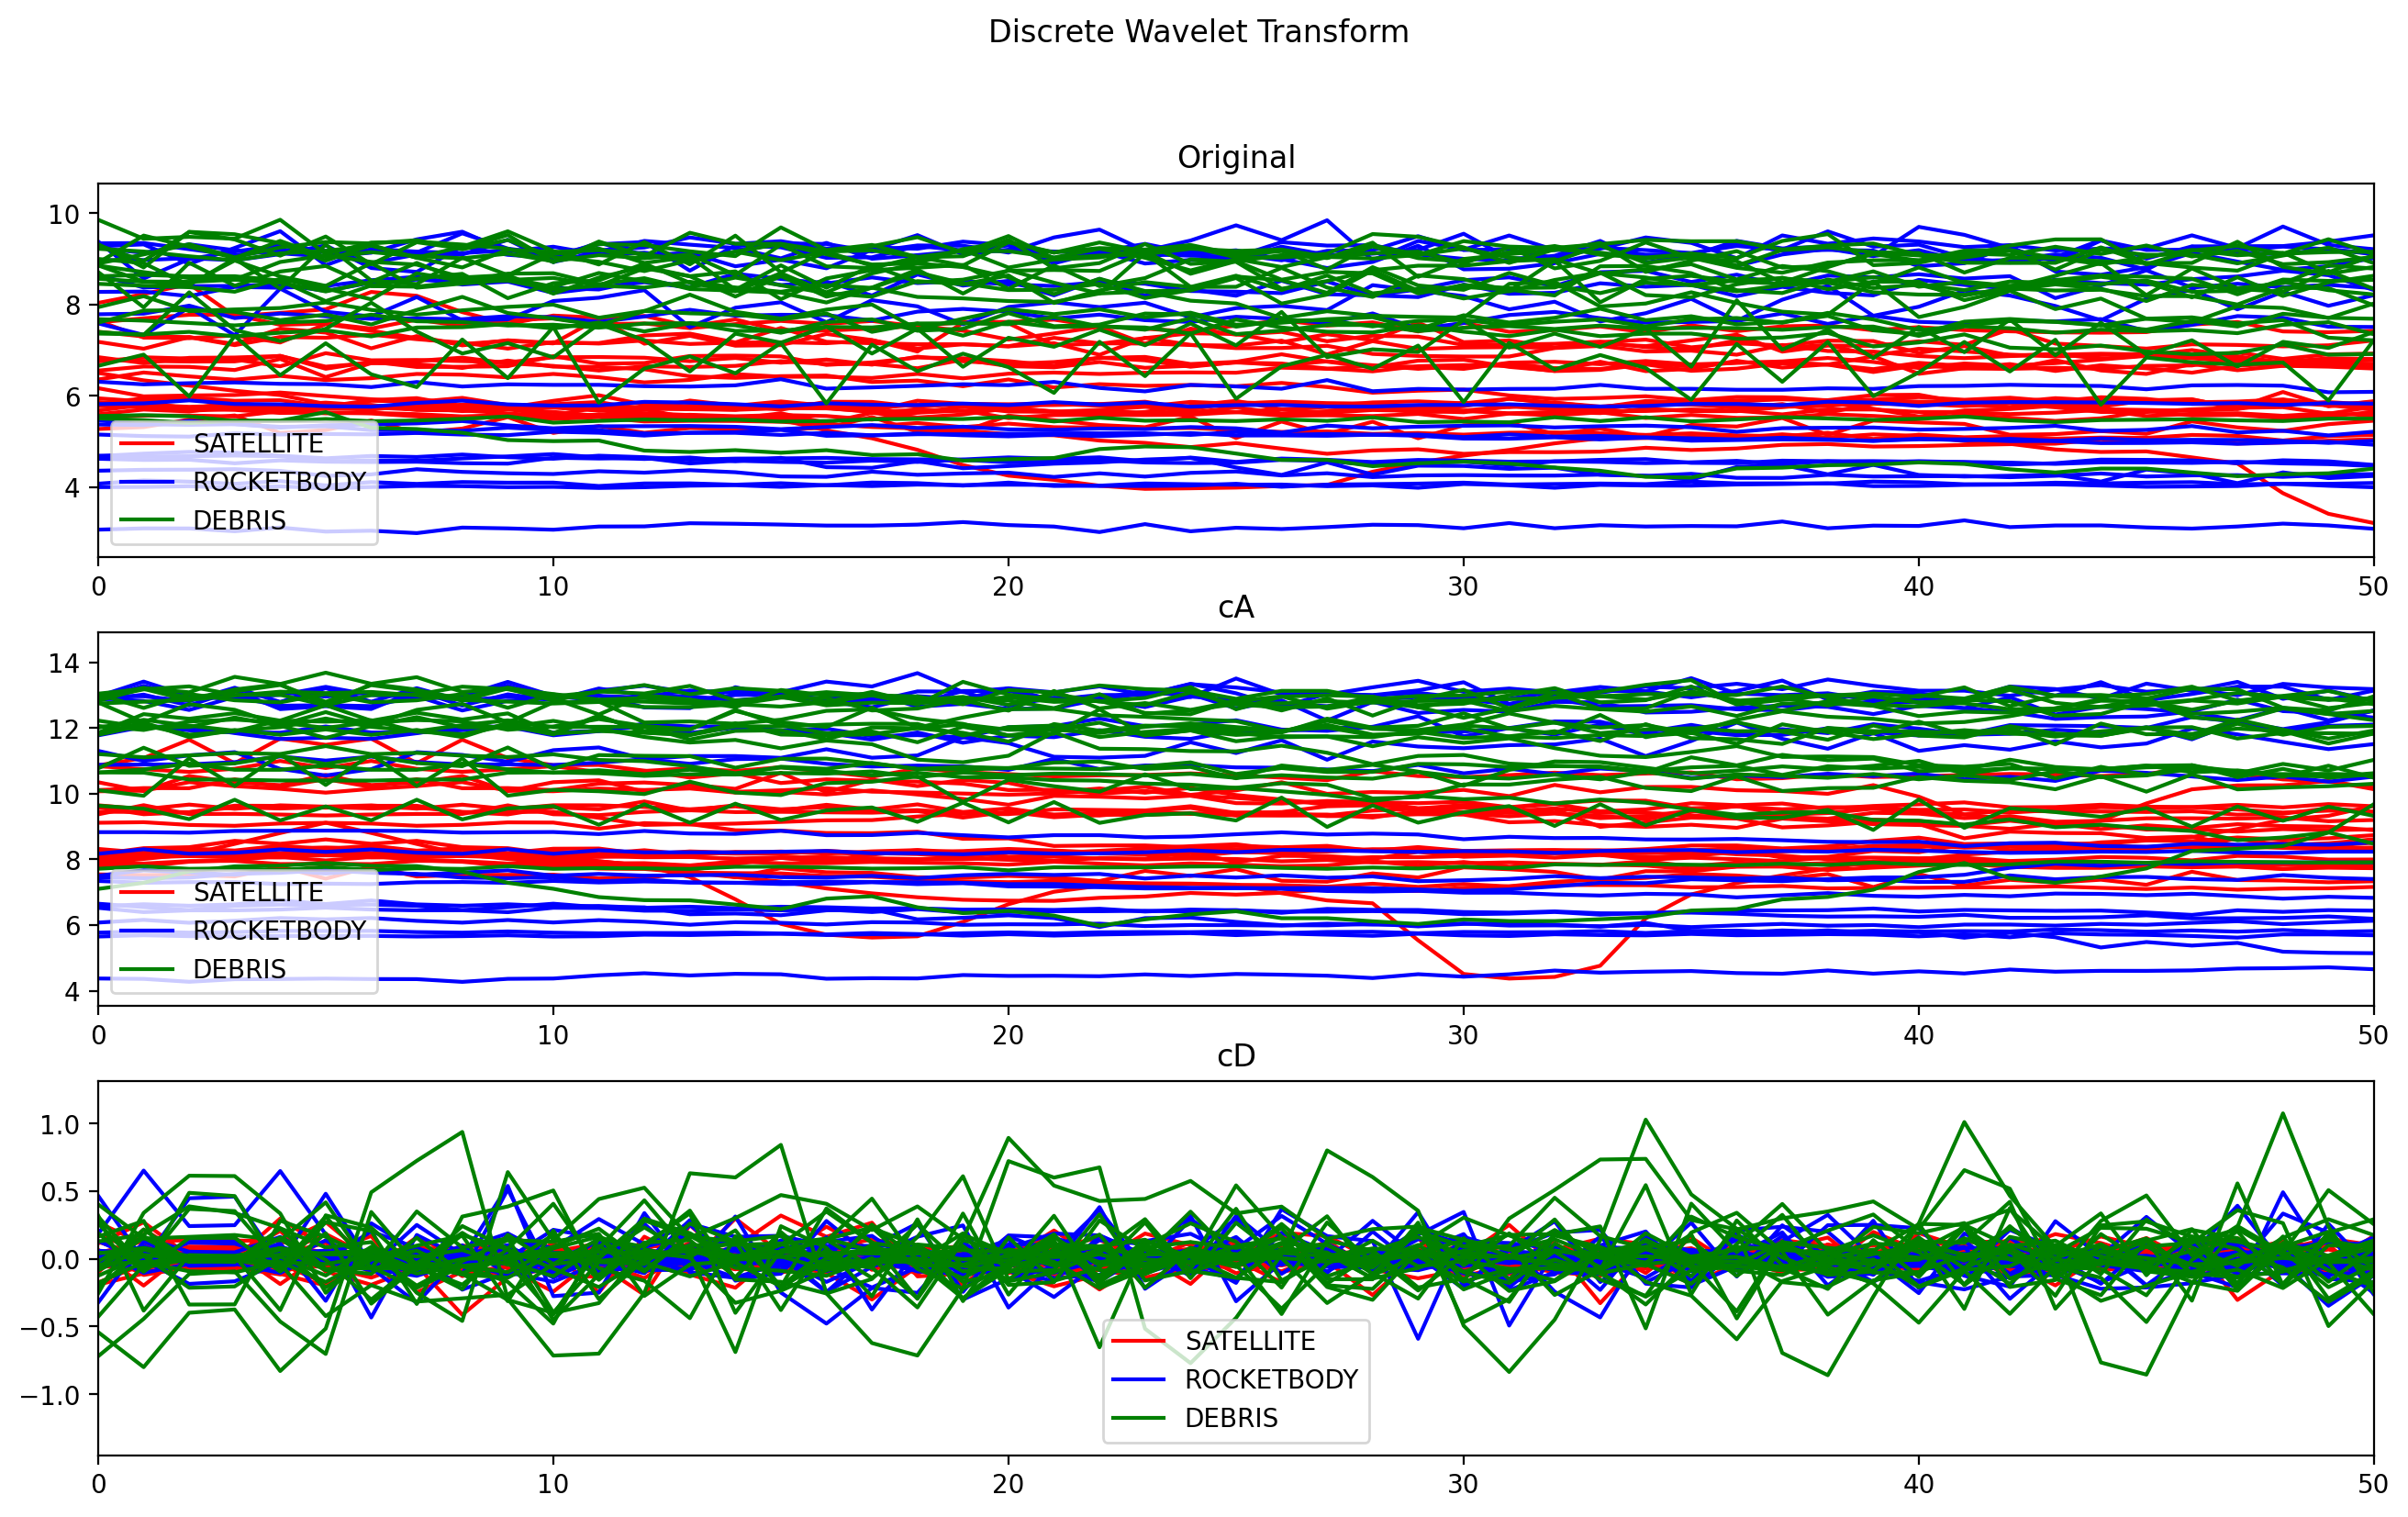 Discrete Wavelet Transform
Original
10
8
6
4
SATELLITE
ROCKETBODY
DEBRIS
0 10 20 30 40 50
cA
14
12
10
8
6
4
SATELLITE
ROCKETBODY
DEBRIS
0 10 20 30 40 50
cD
1.0
0.5
0.0
−0.5
−1.0
SATELLITE
ROCKETBODY
DEBRIS
0 10 20 30 40 50